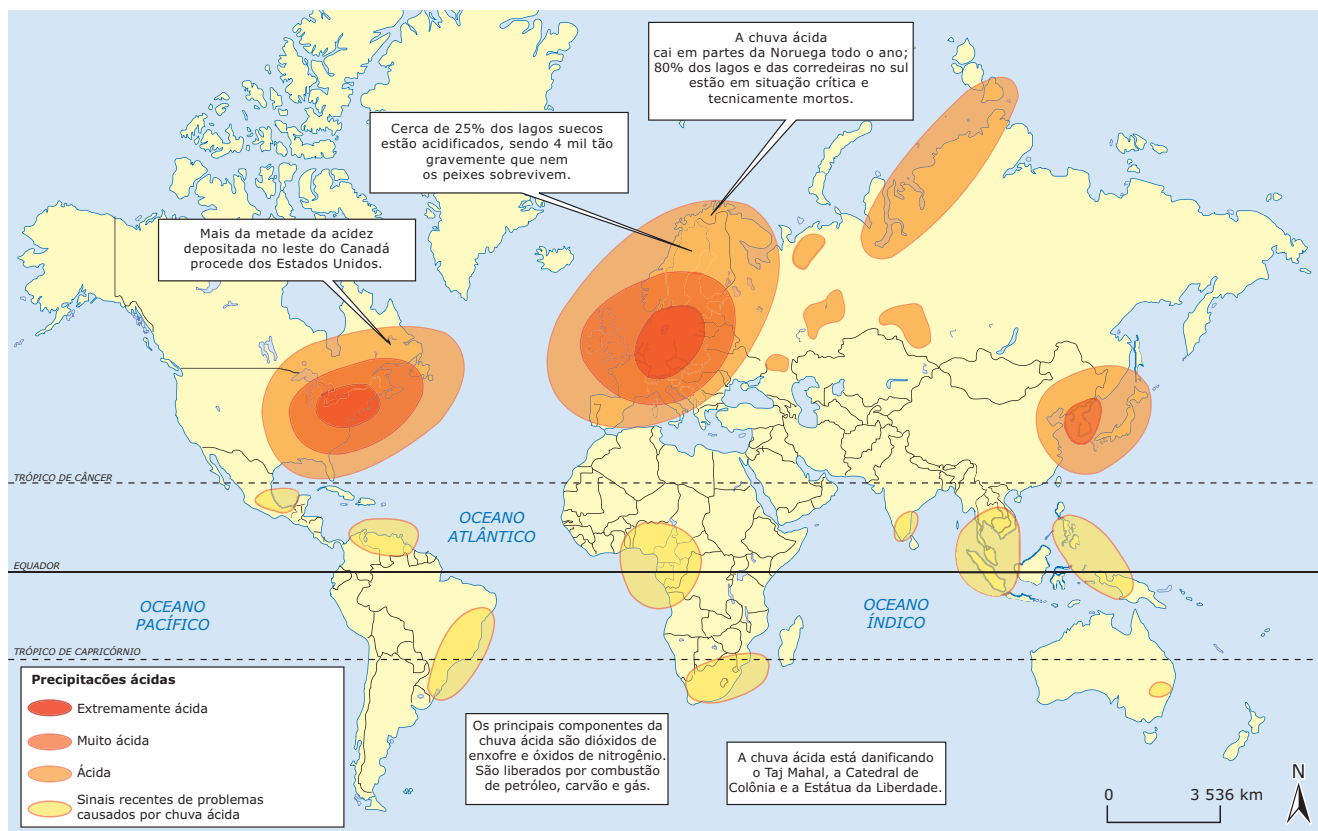 A chuva ácida
cai em partes da Noruega todo o ano;
80% dos lagos e das corredeiras no sul
estão em situação crítica e
tecnicamente mortos.
Cerca de 25% dos lagos suecos
estão acidificados, sendo 4 mil tão
gravemente que nem
os peixes sobrevivem.
Mais da metade da acidez
depositada no leste do Canadá
procede dos Estados Unidos.
TRÓPICO DE CÂNCER
OCEANO
ATLÂNTICO
EQUADOR
OCEANO
PACÍFICO
OCEANO
ÍNDICO
TRÓPICO DE CAPRICÓRNIO
Precipitacões ácidas
Extremamente ácida
Muito ácida
Ácida
Sinais recentes de problemas
causados por chuva ácida
Os principais componentes da
chuva ácida são dióxidos de
enxofre e óxidos de nitrogênio.
São liberados por combustão
de petróleo, carvão e gás.
A chuva ácida está danificando
o Taj Mahal, a Catedral de
Colônia e a Estátua da Liberdade.
N
0 3 536 km